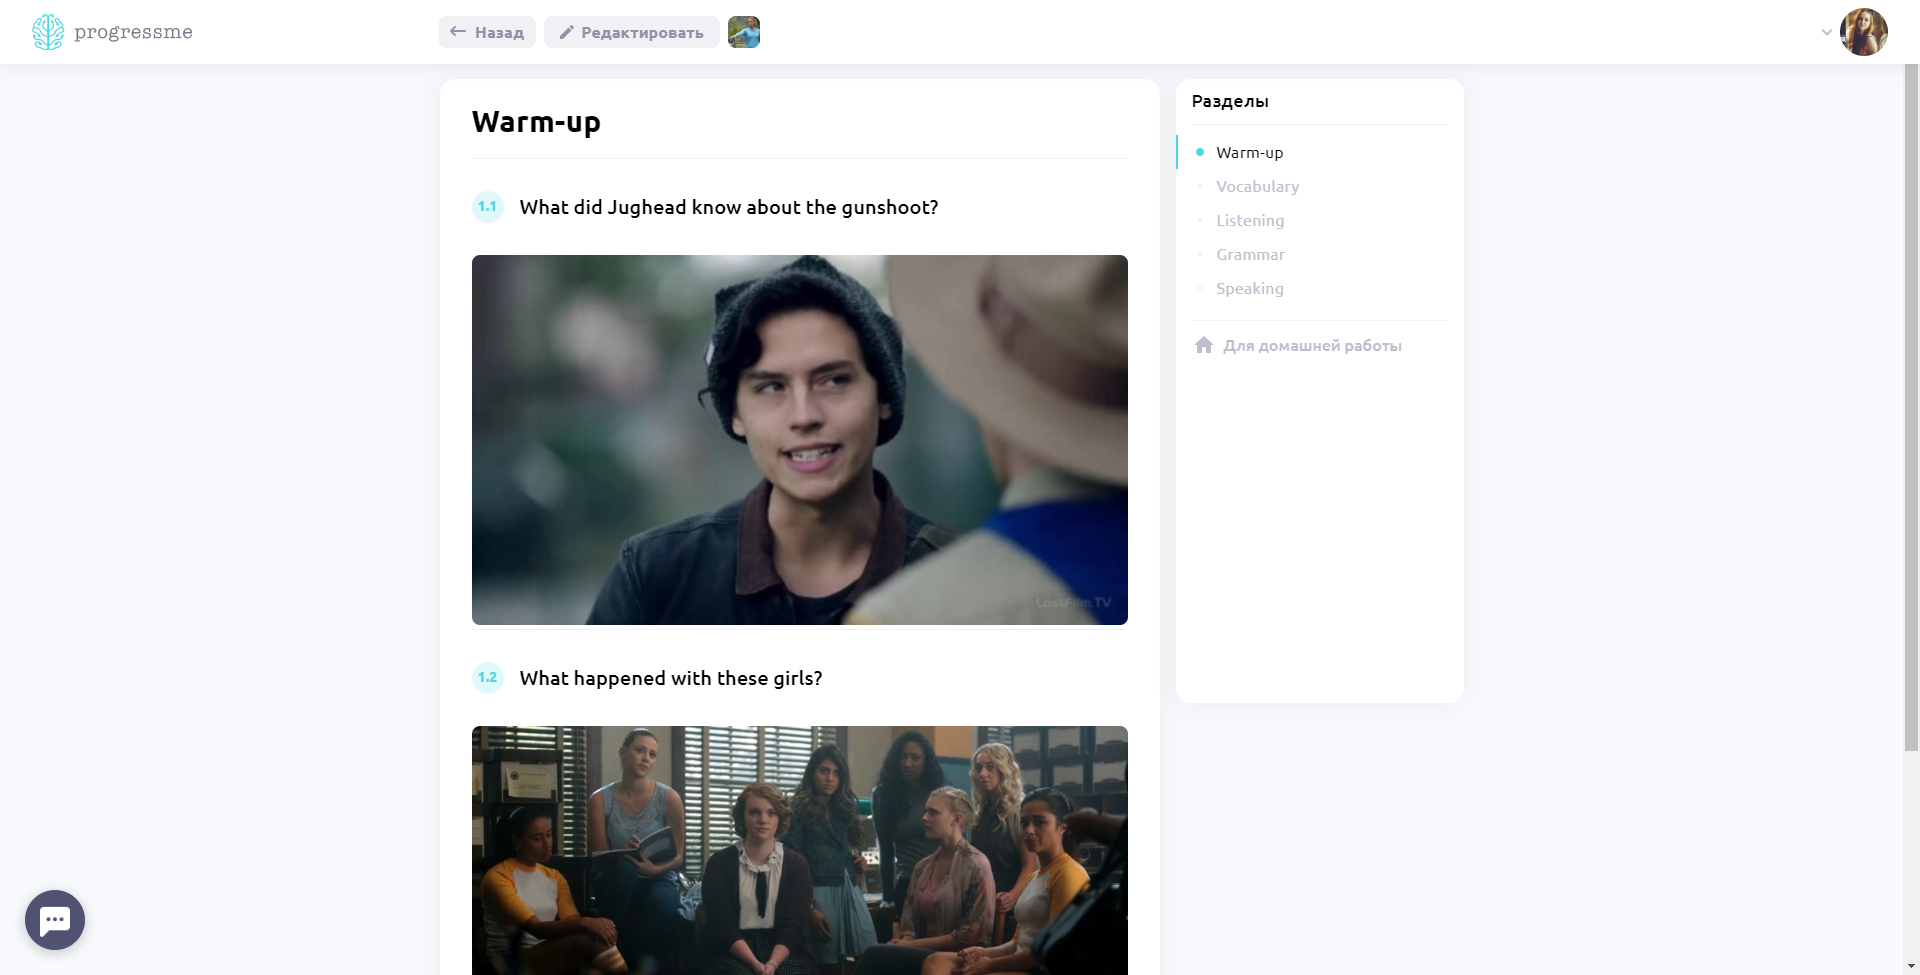 progressme
Назад
Редактировать
Warm-up
1.1 What did Jughead know about the gunshoot?
LostFilm.TV
1.2 What happened with these girls?
Разделы
Warm-up
Vocabulary
Listening
Grammar
Speaking
Для домашней работы